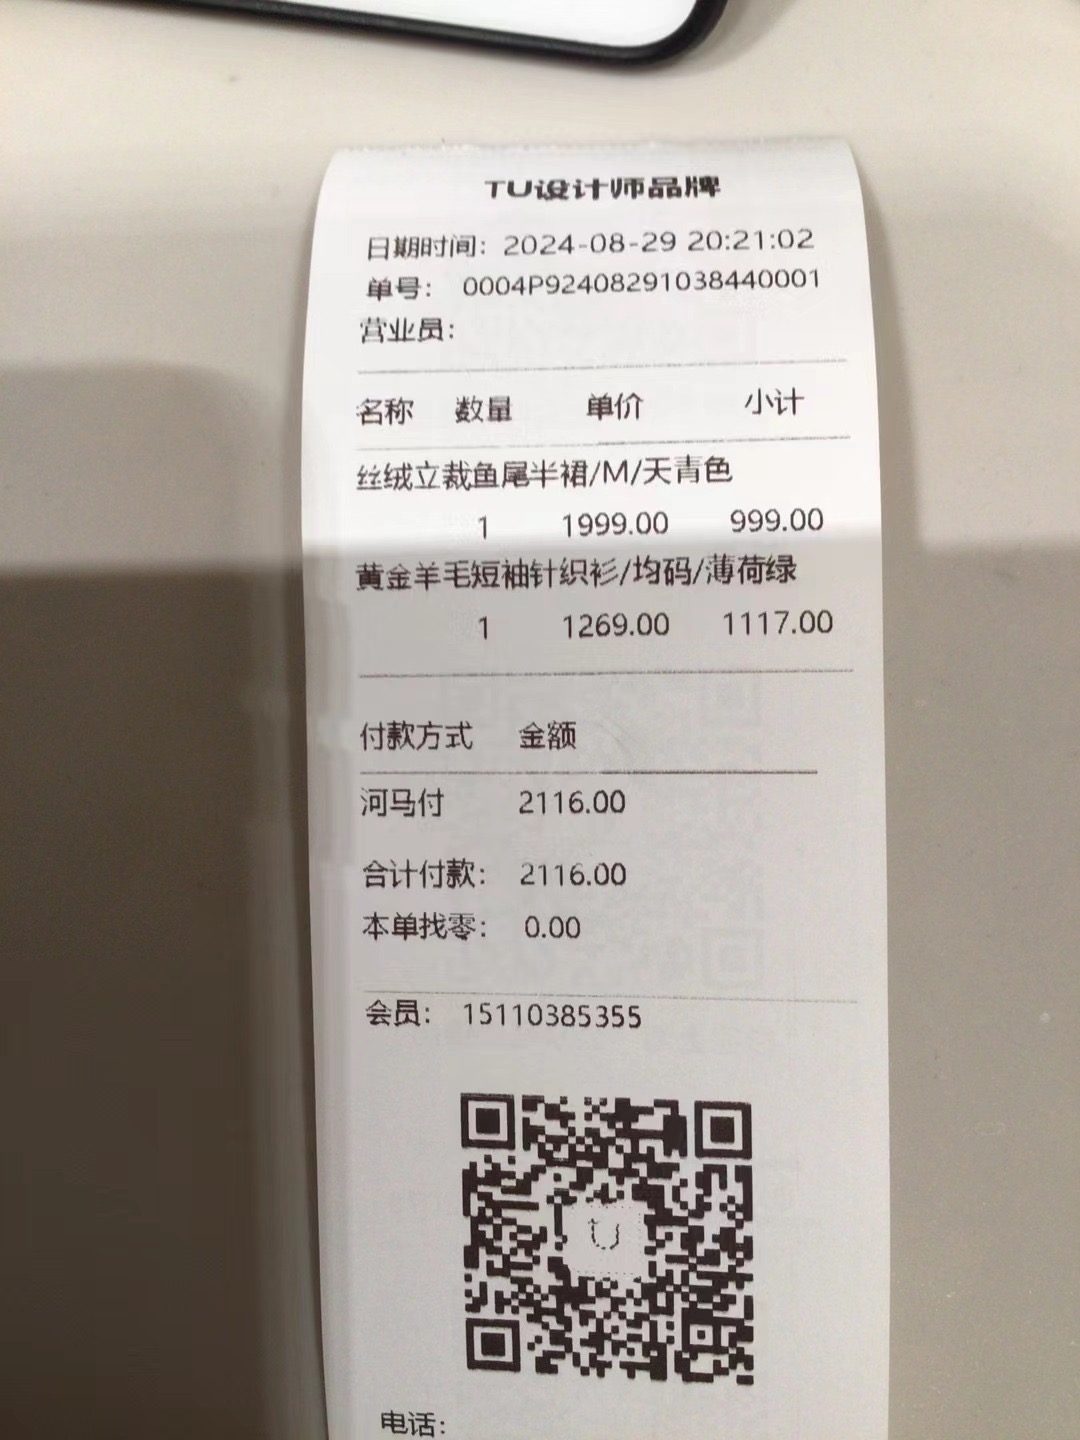 TU设计师品牌
日期时间: 2024-08-29 20:21:02
单号: 0004P92408291038440001
营业员:
名称 数量 单价 小计
丝绒立裁鱼尾半裙/M/天青色
1 1999.00 999.00
黄金羊毛短袖针织衫/均码/薄荷绿
1 1269.00 1117.00
付款方式 金额
河马付 2116.00
合计付款: 2116.00
本单找零: 0.00
会员: 15110385355
U
电话: